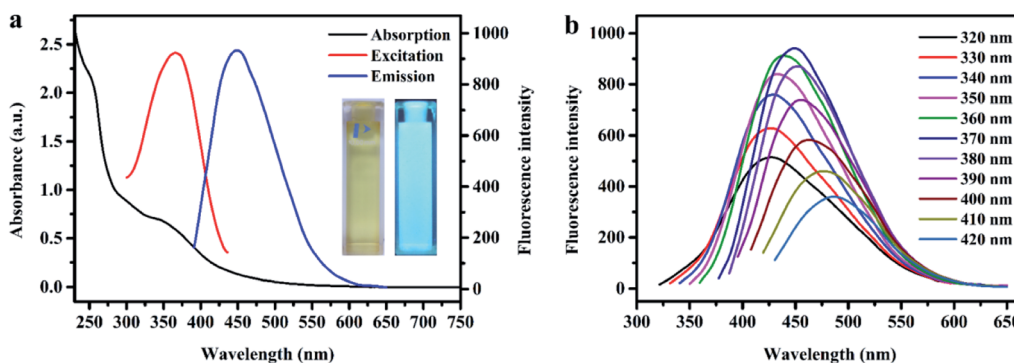 a
Absorption
Excitation
Emission
Absorbance (a.u.)
2.5
2.0
1.5
1.0
0.5
0.0
250 300 350 400 450 500 550 600 650 700 750
Wavelength (nm)
1000
800
600
400
200
0
Fluorescence intensity
b
Fluorescence intensity
1000
800
600
400
200
0
300 350 400 450 500 550 600 650
Wavelength (nm)
320 nm
330 nm
340 nm
350 nm
360 nm
370 nm
380 nm
390 nm
400 nm
410 nm
420 nm